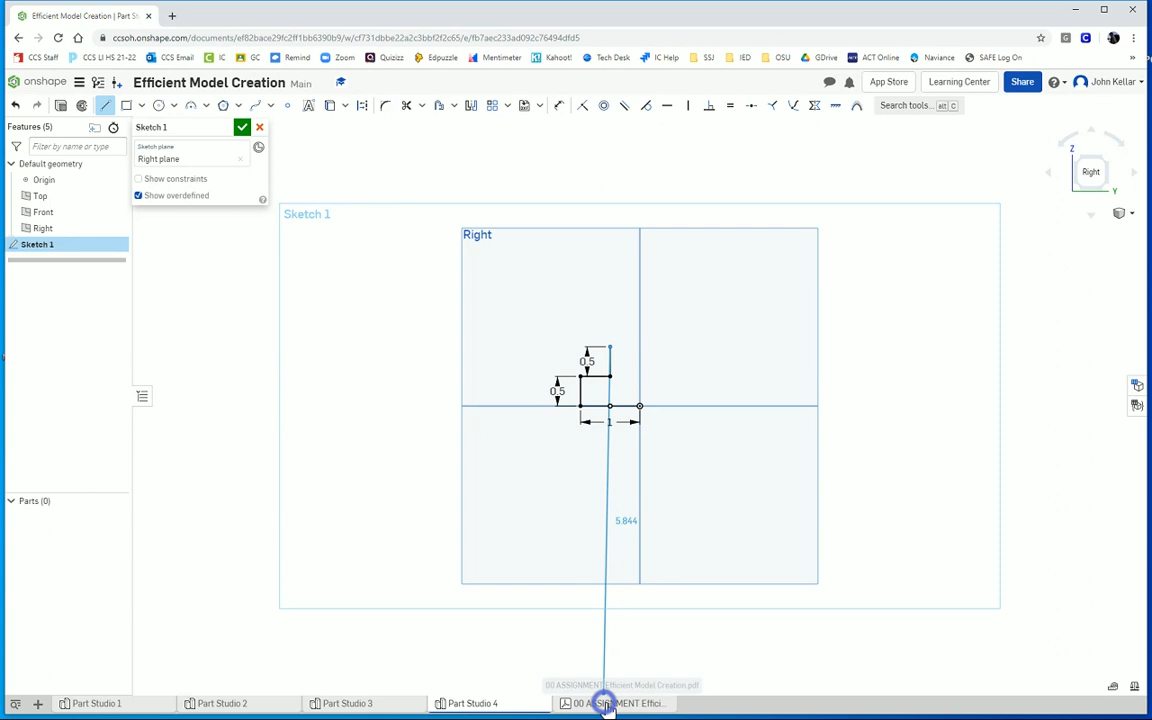 Efficient Model Creation | Part St
ccsoh.onshape.com/documents/ef82bace29fc2ff1bb6390b9/w/cf731dbbe22a2c3bbf2f2c65/e/fb7aec233ad092c76494dfd5
CCS Staff
CCS LI HS 21-22
CCS Email
IC
GC
Remind
Zoom
Quizizz
Edpuzzle
Mentimeter
Kahoot!
Tech Desk
IC Help
SSJ
IED
OSU
GDrive
ACT Online
Naviance
SAFE Log On
onshape
Efficient Model Creation Main
App Store
Learning Center
Share
John Kellar
Search tools... alt C
Features (5)
Filter by name or type
Default geometry
Origin
Top
Front
Right
Sketch 1
Sketch 1
Sketch plane
Right plane
Show constraints
Show overdefined
Sketch 1
Right
Z
Right
Y
0.5
0.5
1
5.844
Parts (0)
00 ASSIGNMENT Efficient Model Creation.pdf
Part Studio 1
Part Studio 2
Part Studio 3
Part Studio 4
00 ASSIGNMENT Effici...